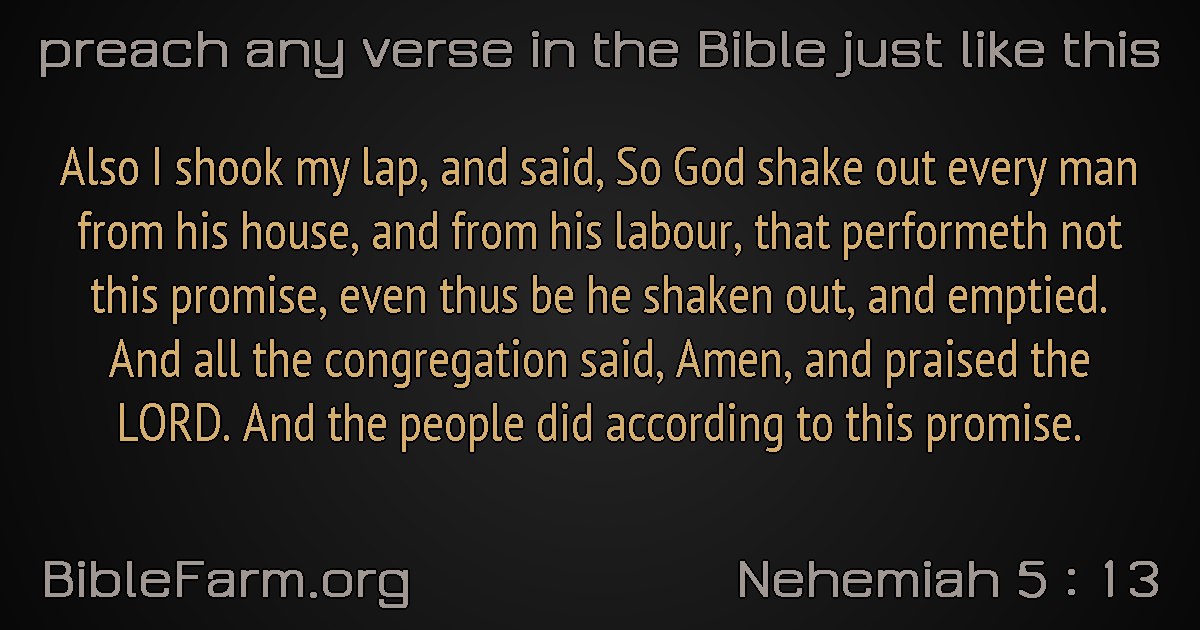 preach any verse in the Bible just like this
Also I shook my lap, and said, So God shake out every man
from his house, and from his labour, that performeth not
this promise, even thus be he shaken out, and emptied.
And all the congregation said, Amen, and praised the
LORD. And the people did according to this promise.
BibleFarm.org
Nehemiah 5 : 13